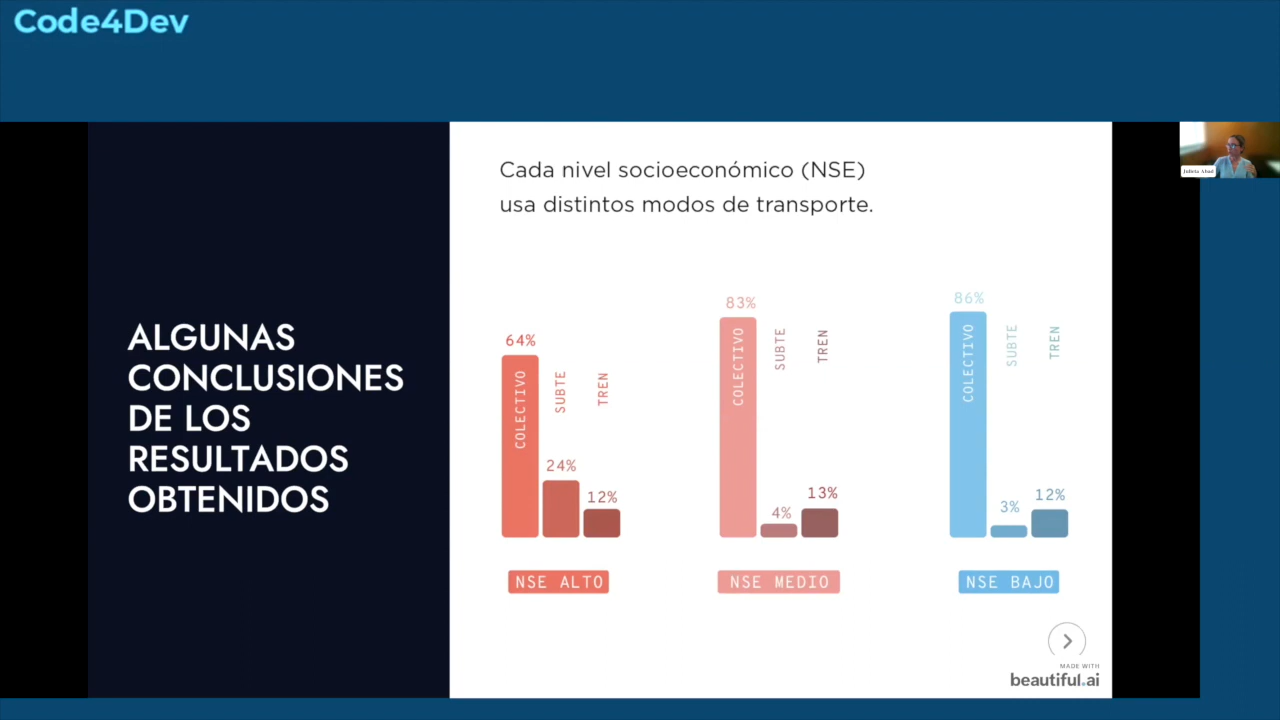 Code4Dev
Julieta Abad
Cada nivel socioeconómico (NSE)
usa distintos modos de transporte.
ALGUNAS
CONCLUSIONES
DE LOS
RESULTADOS
OBTENIDOS
64%
COLECTIVO
SUBTE
TREN
24%
12%
NSE ALTO
83%
COLECTIVO
SUBTE
TREN
4%
13%
NSE MEDIO
86%
COLECTIVO
SUBTE
TREN
3%
12%
NSE BAJO
MADE WITH
beautiful.ai